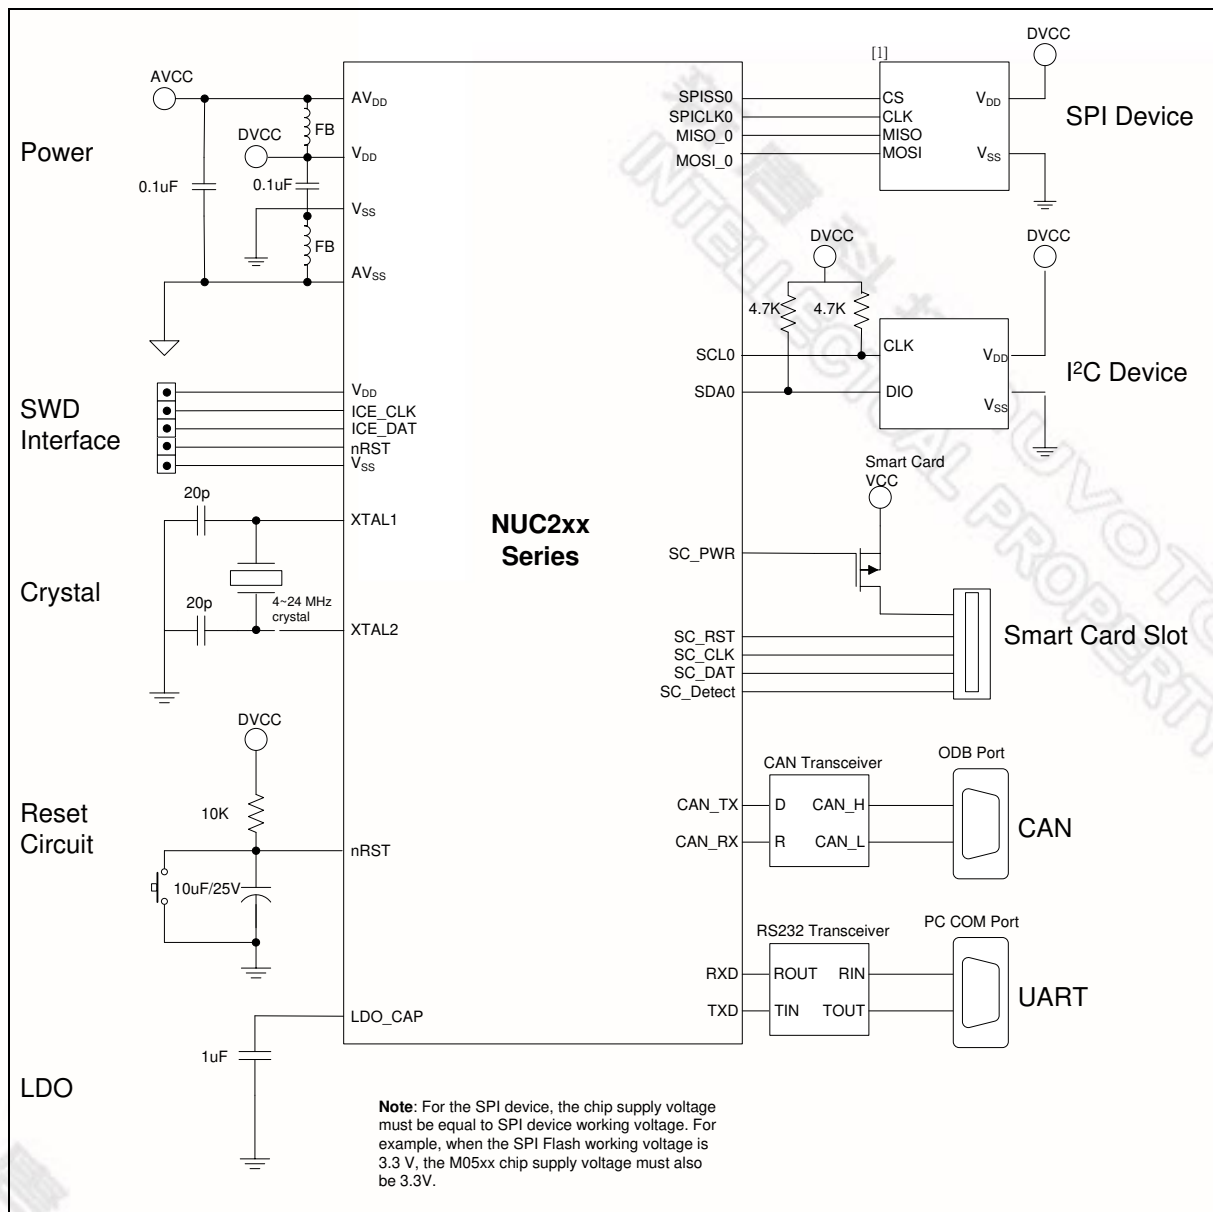 Power
AVCC
AVDD
FB
DVCC
VDD
0.1uF
0.1uF
VSS
FB
AVSS
SWD
Interface
VDD
ICE_CLK
ICE_DAT
nRST
VSS
Crystal
20p
XTAL1
20p
4~24 MHz
crystal
XTAL2
Reset
Circuit
DVCC
10K
nRST
10uF/25V
LDO
LDO_CAP
1uF
NUC2xx
Series
[1]
DVCC
SPISS0
SPICLK0
MISO_0
MOSI_0
CS
CLK
MISO
MOSI
VDD
VSS
SPI Device
DVCC
DVCC
4.7K
4.7K
SCL0
SDA0
CLK
DIO
VDD
VSS
I²C Device
Smart Card
VCC
SC_PWR
SC_RST
SC_CLK
SC_DAT
SC_Detect
Smart Card Slot
CAN Transceiver
ODB Port
CAN_TX
CAN_RX
D
R
CAN_H
CAN_L
CAN
RS232 Transceiver
PC COM Port
RXD
TXD
ROUT
TIN
RIN
TOUT
UART
Note: For the SPI device, the chip supply voltage
must be equal to SPI device working voltage. For
example, when the SPI Flash working voltage is
3.3 V, the M05xx chip supply voltage must also
be 3.3V.
INTELLECTUAL PROPERTY